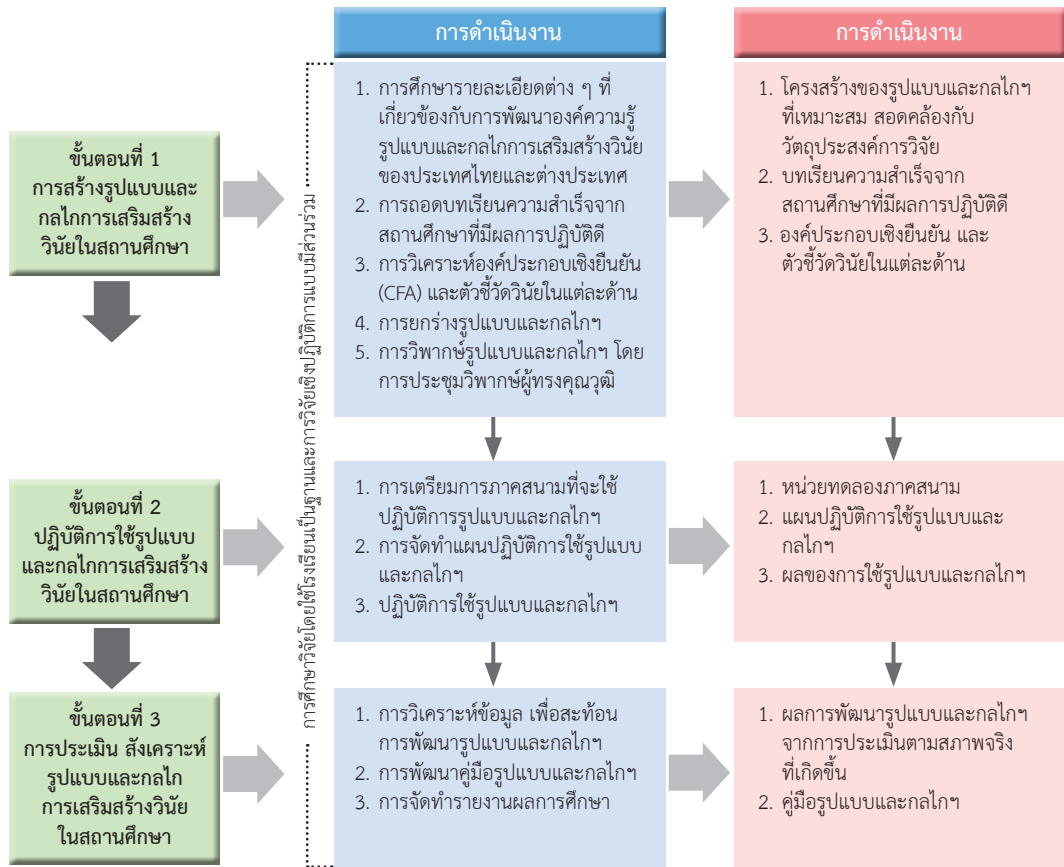 การดำเนินงาน
การดำเนินงาน
ขั้นตอนที่ 1
การสร้างรูปแบบและ
กลไกการเสริมสร้าง
วินัยในสถานศึกษา
การศึกษาวิจัยโดยใช้โรงเรียนเป็นฐานและการวิจัยเชิงปฏิบัติการแบบมีส่วนร่วม
1. การศึกษารายละเอียดต่าง ๆ ที่
เกี่ยวข้องกับการพัฒนาองค์ความรู้
รูปแบบและกลไกการเสริมสร้างวินัย
ของประเทศไทยและต่างประเทศ
2. การถอดบทเรียนความสำเร็จจาก
สถานศึกษาที่มีผลการปฏิบัติดี
3. การวิเคราะห์องค์ประกอบเชิงยืนยัน
(CFA) และตัวชี้วัดวินัยในแต่ละด้าน
4. การยกร่างรูปแบบและกลไกฯ
5. การวิพากษ์รูปแบบและกลไกฯ โดย
การประชุมวิพากษ์ผู้ทรงคุณวุฒิ
1. โครงสร้างของรูปแบบและกลไกฯ
ที่เหมาะสม สอดคล้องกับ
วัตถุประสงค์การวิจัย
2. บทเรียนความสำเร็จจาก
สถานศึกษาที่มีผลการปฏิบัติดี
3. องค์ประกอบเชิงยืนยัน และ
ตัวชี้วัดวินัยในแต่ละด้าน
ขั้นตอนที่ 2
ปฏิบัติการใช้รูปแบบ
และกลไกการเสริมสร้าง
วินัยในสถานศึกษา
1. การเตรียมการภาคสนามที่จะใช้
ปฏิบัติการรูปแบบและกลไกฯ
2. การจัดทำแผนปฏิบัติการใช้รูปแบบ
และกลไกฯ
3. ปฏิบัติการใช้รูปแบบและกลไกฯ
1. หน่วยทดลองภาคสนาม
2. แผนปฏิบัติการใช้รูปแบบและ
กลไกฯ
3. ผลของการใช้รูปแบบและกลไกฯ
ขั้นตอนที่ 3
การประเมิน สังเคราะห์
รูปแบบและกลไก
การเสริมสร้างวินัย
ในสถานศึกษา
1. การวิเคราะห์ข้อมูล เพื่อสะท้อน
การพัฒนารูปแบบและกลไกฯ
2. การพัฒนาคู่มือรูปแบบและกลไกฯ
3. การจัดทำรายงานผลการศึกษา
1. ผลการพัฒนารูปแบบและกลไกฯ
จากการประเมินตามสภาพจริง
ที่เกิดขึ้น
2. คู่มือรูปแบบและกลไกฯ